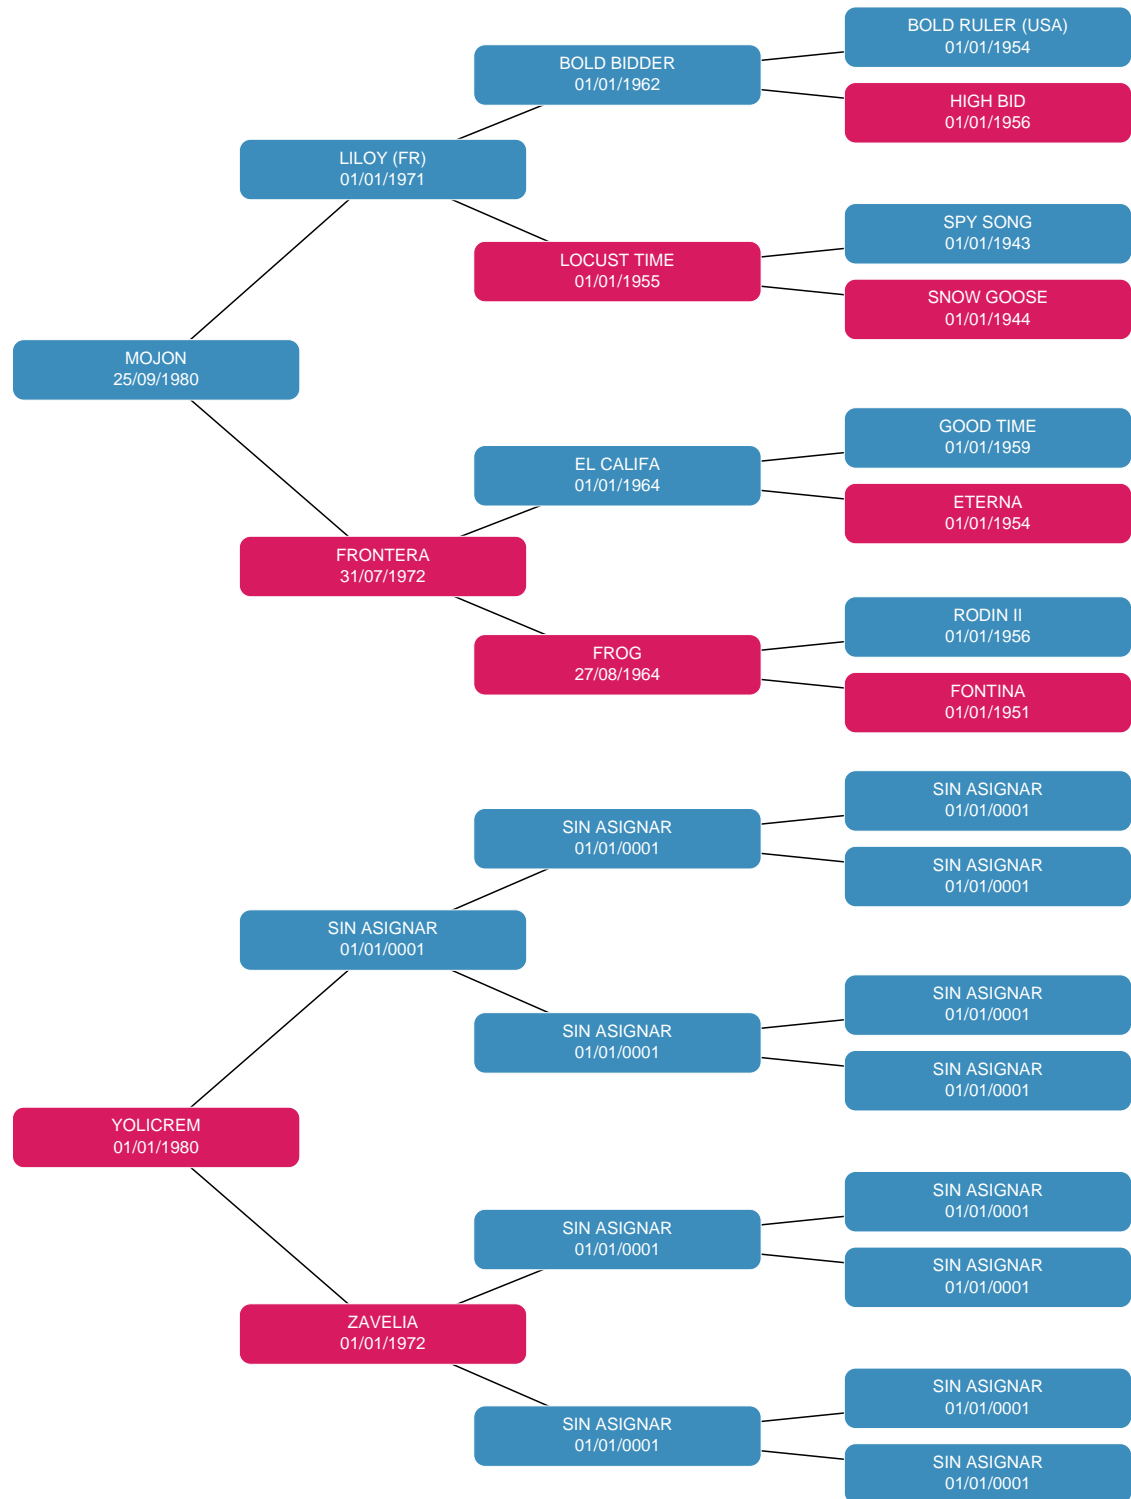 BOLD RULER (USA)
01/01/1954
BOLD BIDDER
01/01/1962
HIGH BID
01/01/1956
LILOY (FR)
01/01/1971
SPY SONG
01/01/1943
LOCUST TIME
01/01/1955
SNOW GOOSE
01/01/1944
MOJON
25/09/1980
GOOD TIME
01/01/1959
EL CALIFA
01/01/1964
ETERNA
01/01/1954
FRONTERA
31/07/1972
RODIN II
01/01/1956
FROG
27/08/1964
FONTINA
01/01/1951
SIN ASIGNAR
01/01/0001
SIN ASIGNAR
01/01/0001
SIN ASIGNAR
01/01/0001
SIN ASIGNAR
01/01/0001
SIN ASIGNAR
01/01/0001
SIN ASIGNAR
01/01/0001
SIN ASIGNAR
01/01/0001
YOLICREM
01/01/1980
SIN ASIGNAR
01/01/0001
SIN ASIGNAR
01/01/0001
SIN ASIGNAR
01/01/0001
ZAVELIA
01/01/1972
SIN ASIGNAR
01/01/0001
SIN ASIGNAR
01/01/0001
SIN ASIGNAR
01/01/0001